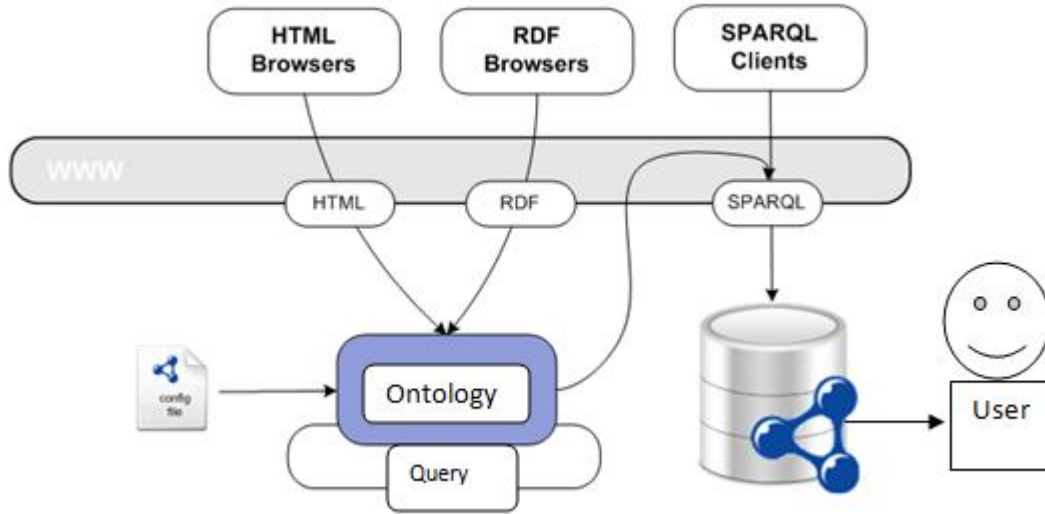 HTML
Browsers
RDF
Browsers
SPARQL
Clients
WWW
HTML
RDF
SPARQL
config
file
Ontology
Query
User